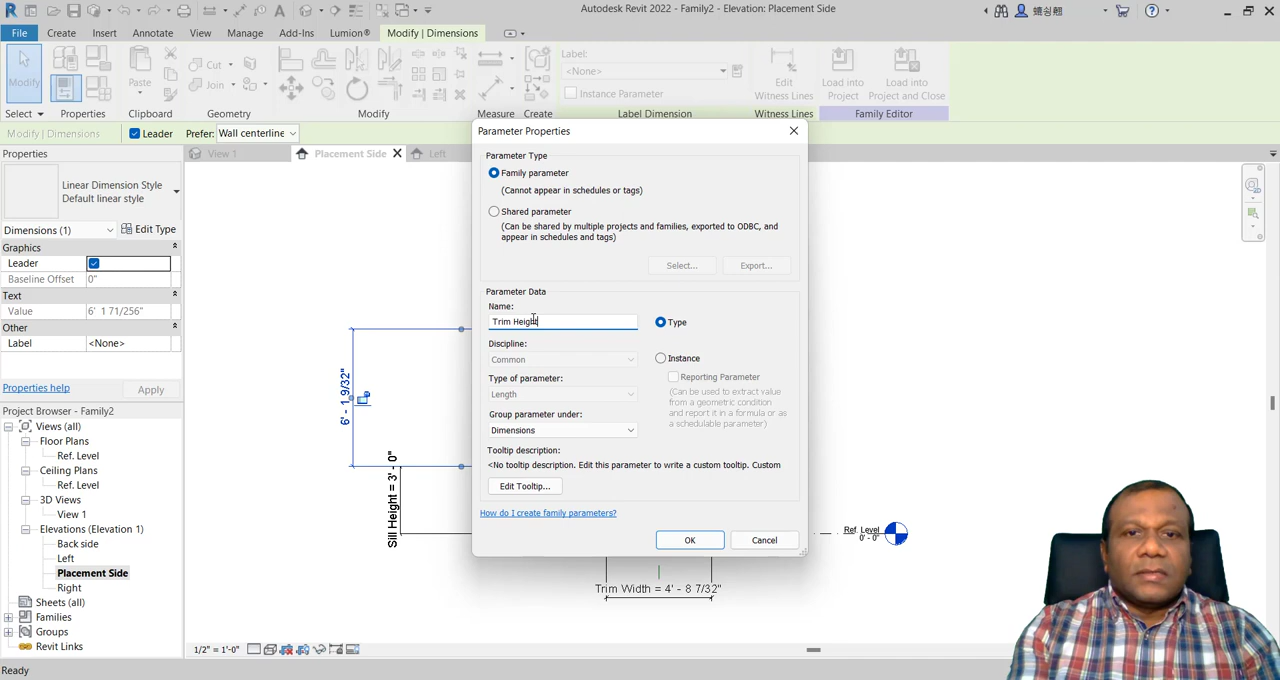 Autodesk Revit 2022 - Family2 - Elevation: Placement Side
File Create Insert Annotate View Manage Add-Ins Lumion® Modify | Dimensions
Modify
Paste
Cut
Join
Label:
<None>
Instance Parameter
Edit Witness Lines
Load into Project
Load into Project and Close
Select Properties Clipboard Geometry Modify Measure Create Label Dimension Witness Lines Family Editor
Modify | Dimensions Leader Prefer: Wall centerline
Properties
View 1 Placement Side Left
Linear Dimension Style
Default linear style
Dimensions (1) Edit Type
Graphics
Leader
Baseline Offset 0"
Text
Value 6' 1 71/256"
Other
Label <None>
Properties help Apply
Project Browser - Family2
Views (all)
Floor Plans
Ref. Level
Ceiling Plans
Ref. Level
3D Views
View 1
Elevations (Elevation 1)
Back side
Left
Placement Side
Right
Sheets (all)
Families
Groups
Revit Links
6' - 1 9/32"
Sill Height = 3' - 0"
Trim Width = 4' - 8 7/32"
Ref. Level
0' - 0"
Parameter Properties
Parameter Type
Family parameter
(Cannot appear in schedules or tags)
Shared parameter
(Can be shared by multiple projects and families, exported to ODBC, and
appear in schedules and tags)
Select... Export...
Parameter Data
Name:
Trim Height
Type
Discipline:
Common
Instance
Type of parameter:
Length
Reporting Parameter
(Can be used to extract value
from a geometric condition
and report it in a formula or as
a schedulable parameter)
Group parameter under:
Dimensions
Tooltip description:
<No tooltip description. Edit this parameter to write a custom tooltip. Custom
Edit Tooltip...
How do I create family parameters?
OK Cancel
1/2" = 1'-0"
Ready